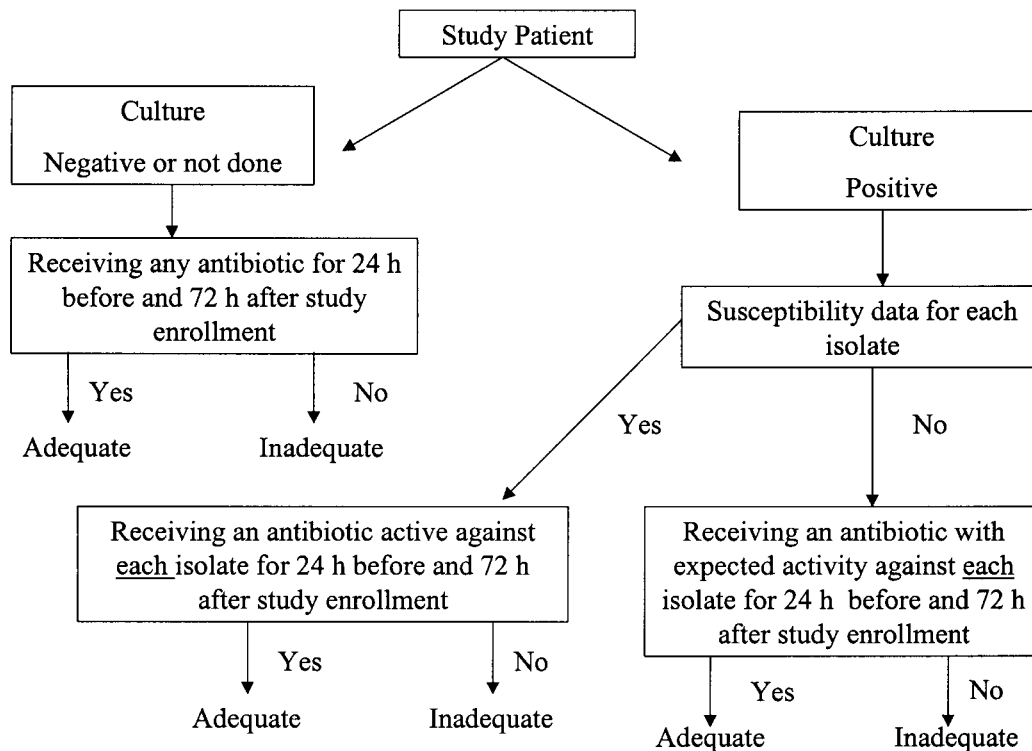 Study Patient
Culture
Negative or not done
Culture
Positive
Receiving any antibiotic for 24 h
before and 72 h after study
enrollment
Susceptibility data for each
isolate
Yes
No
Adequate
Inadequate
Yes
No
Receiving an antibiotic active against
each isolate for 24 h before and 72 h
after study enrollment
Receiving an antibiotic with
expected activity against each
isolate for 24 h before and 72 h
after study enrollment
Yes
No
Adequate
Inadequate
Yes
No
Adequate
Inadequate